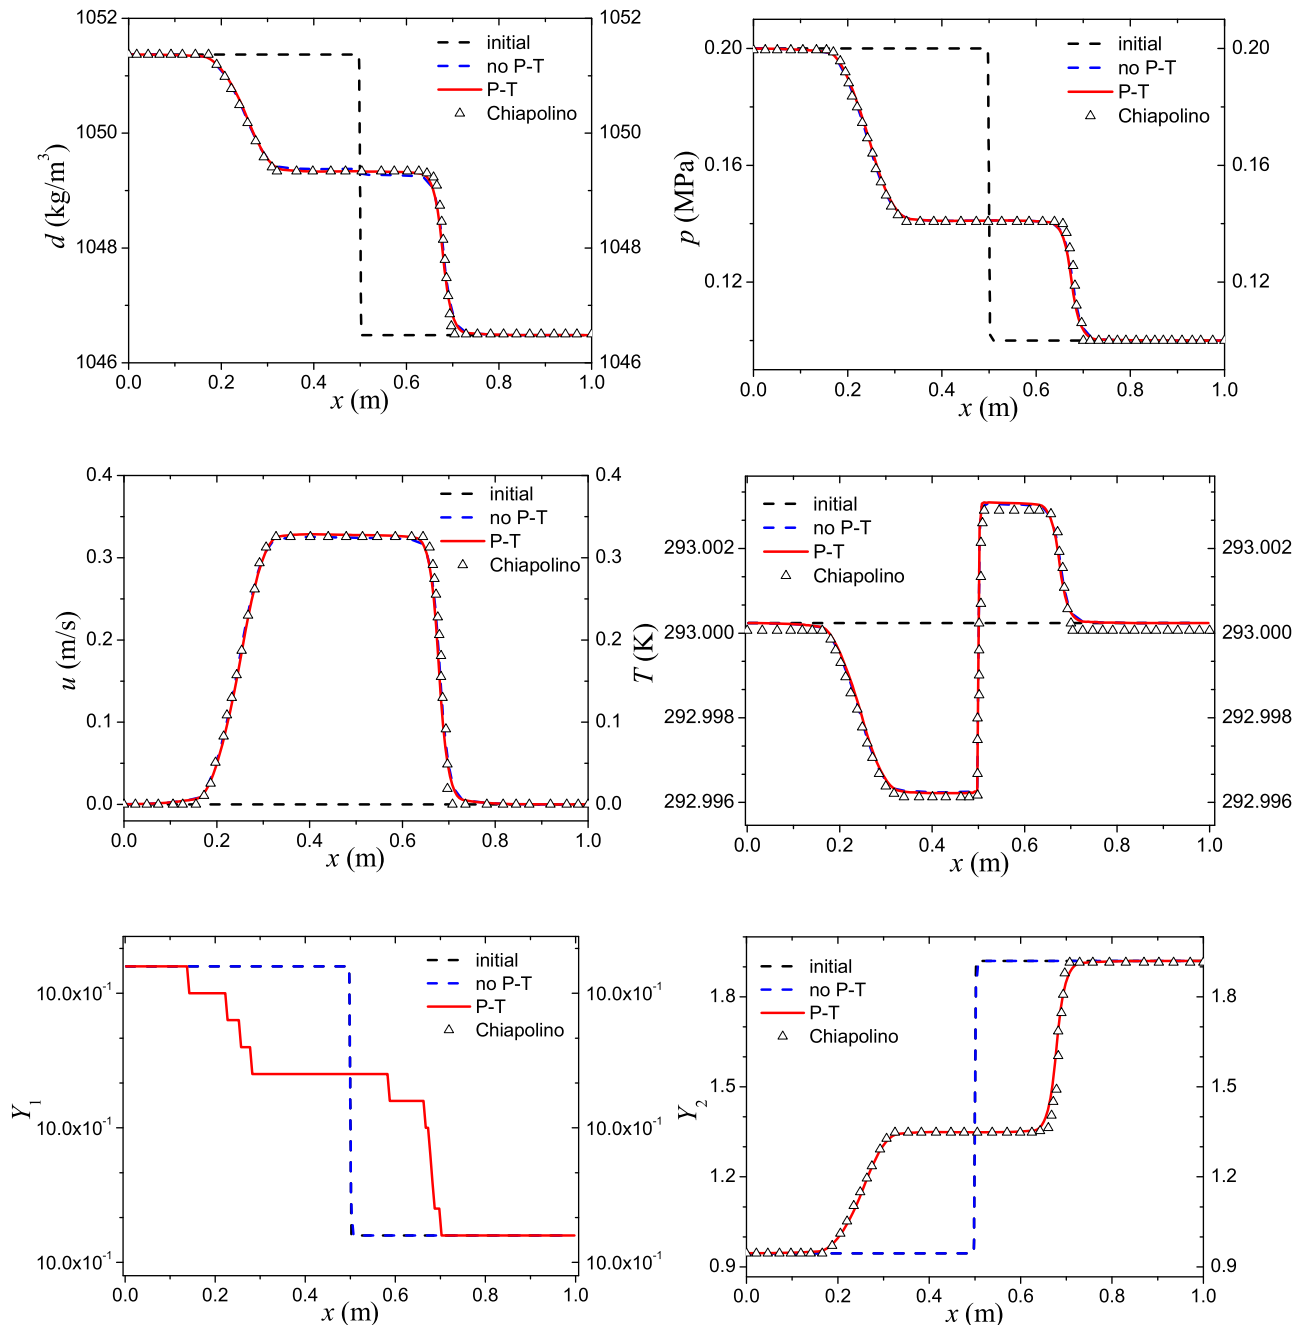 1052
1050
1048
1046
d (kg/m³)
0.0 0.2 0.4 0.6 0.8 1.0
x (m)
1052
1050
1048
1046
initial
no P-T
P-T
Chiapolino
0.20
0.16
0.12
p (MPa)
0.0 0.2 0.4 0.6 0.8 1.0
x (m)
0.20
0.16
0.12
initial
no P-T
P-T
Chiapolino
0.4
0.3
0.2
0.1
0.0
u (m/s)
0.0 0.2 0.4 0.6 0.8 1.0
x (m)
0.4
0.3
0.2
0.1
0.0
initial
no P-T
P-T
Chiapolino
293.002
293.000
292.998
292.996
T (K)
0.0 0.2 0.4 0.6 0.8 1.0
x (m)
293.002
293.000
292.998
292.996
initial
no P-T
P-T
Chiapolino
10.0x10⁻¹
10.0x10⁻¹
10.0x10⁻¹
Y₁
0.0 0.2 0.4 0.6 0.8 1.0
x (m)
10.0x10⁻¹
10.0x10⁻¹
10.0x10⁻¹
initial
no P-T
P-T
Chiapolino
1.8
1.5
1.2
0.9
Y₂
0.0 0.2 0.4 0.6 0.8 1.0
x (m)
1.8
1.5
1.2
0.9
initial
no P-T
P-T
Chiapolino